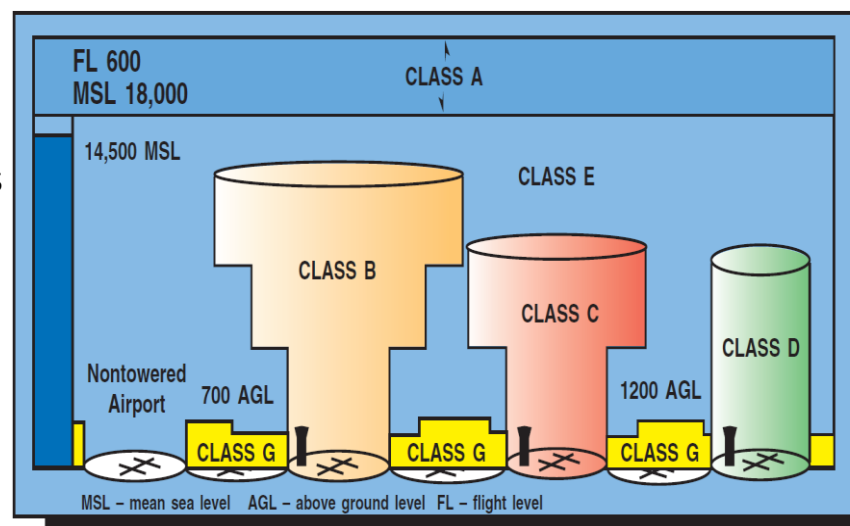 FL 600
MSL 18,000
CLASS A
14,500 MSL
CLASS E
CLASS B
CLASS C
CLASS D
Nontowered
Airport
700 AGL
1200 AGL
CLASS G
CLASS G
CLASS G
MSL – mean sea level AGL – above ground level FL – flight level